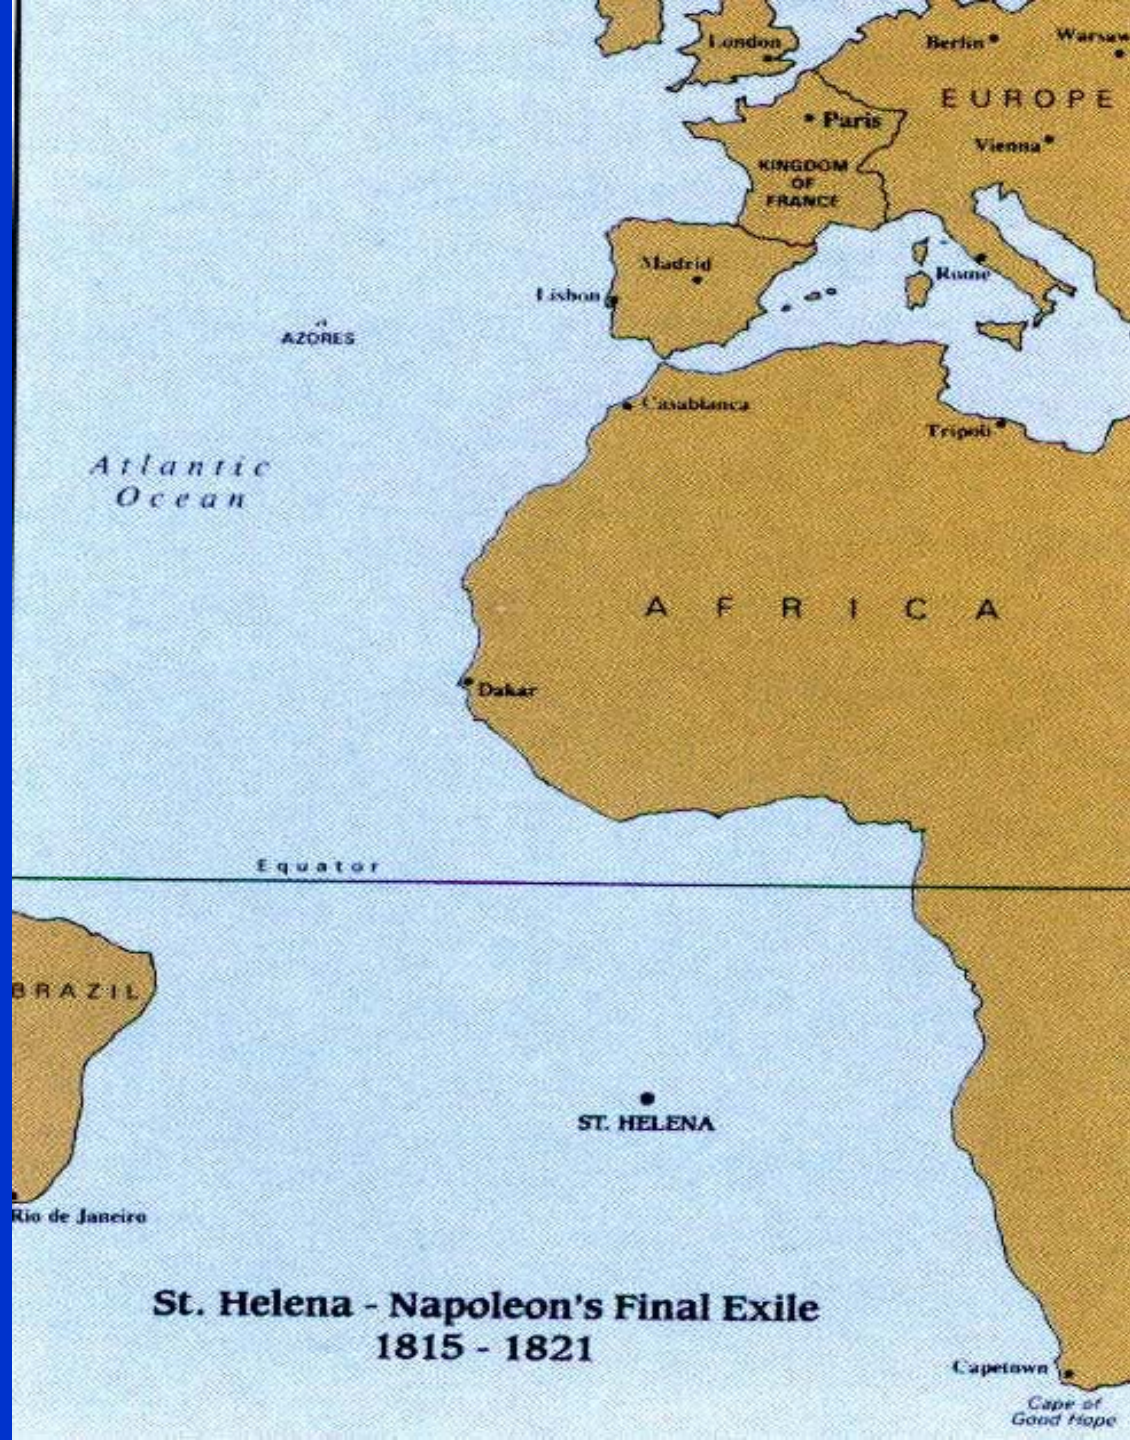 London
Berlin
Warsaw
EUROPE
Paris
Vienna
KINGDOM
OF
FRANCE
Madrid
Rome
Lisbon
AZORES
Casablanca
Tripoli
Atlantic
Ocean
AFRICA
Dakar
Equator
BRAZIL
ST. HELENA
Rio de Janeiro
St. Helena - Napoleon's Final Exile
1815 - 1821
Capetown
Cape of
Good Hope